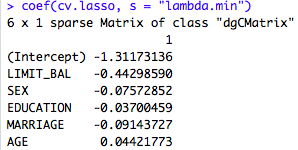 > coef(cv.lasso, s = "lambda.min")
6 x 1 sparse Matrix of class "dgCMatrix"
1
(Intercept) -1.31173136
LIMIT_BAL -0.44298590
SEX -0.07572852
EDUCATION -0.03700459
MARRIAGE -0.09143727
AGE 0.04421773